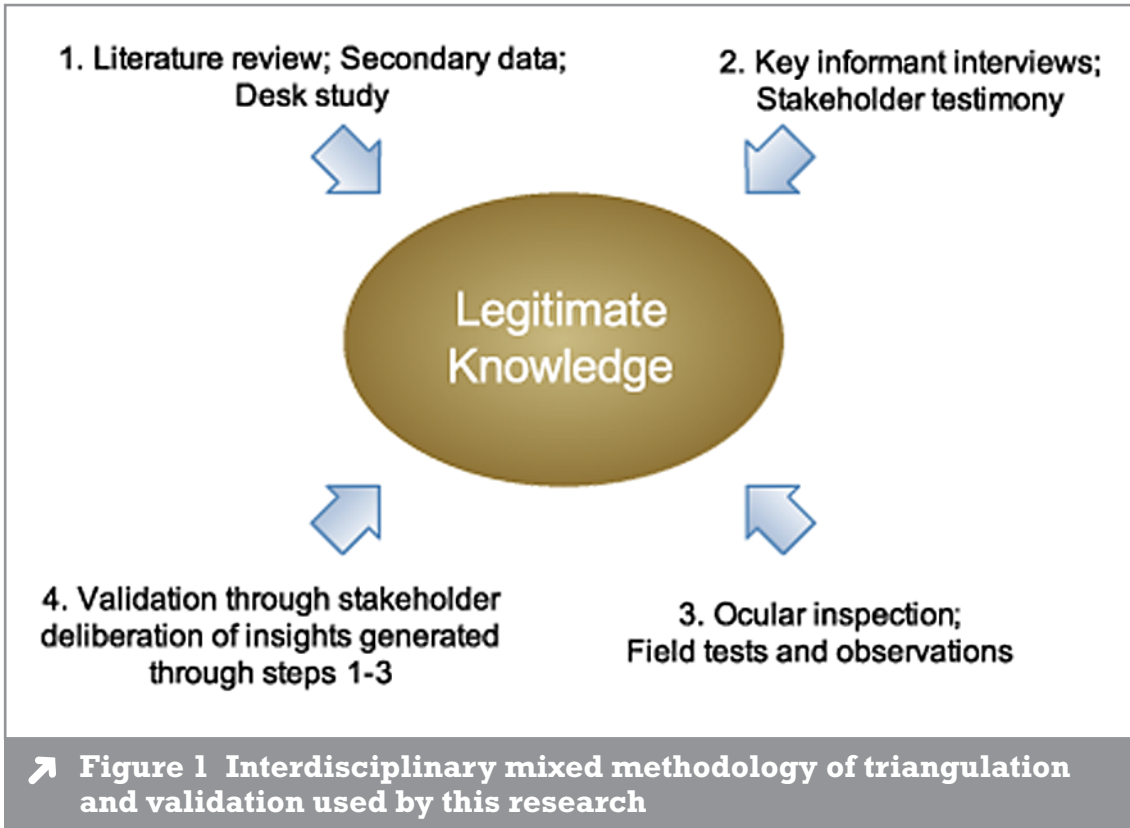 1. Literature review; Secondary data;
Desk study
2. Key informant interviews;
Stakeholder testimony
Legitimate
Knowledge
3. Ocular inspection;
Field tests and observations
4. Validation through stakeholder
deliberation of insights generated
through steps 1-3
Figure 1 Interdisciplinary mixed methodology of triangulation
and validation used by this research